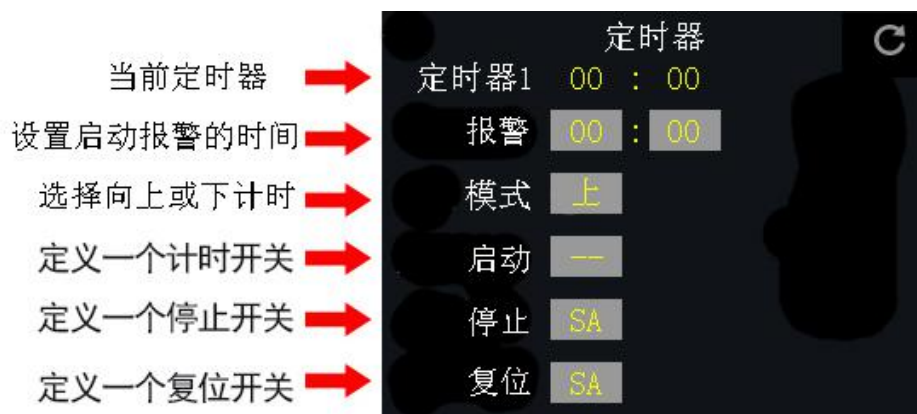 定时器
当前定时器 定时器1 00 : 00
设置启动报警的时间 报警 00 : 00
选择向上或下计时 模式 上
定义一个计时开关 启动 --
定义一个停止开关 停止 SA
定义一个复位开关 复位 SA